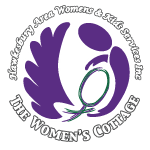 Hawkesbury Area Womens & Kids Services Inc
THE WOMEN'S COTTAGE